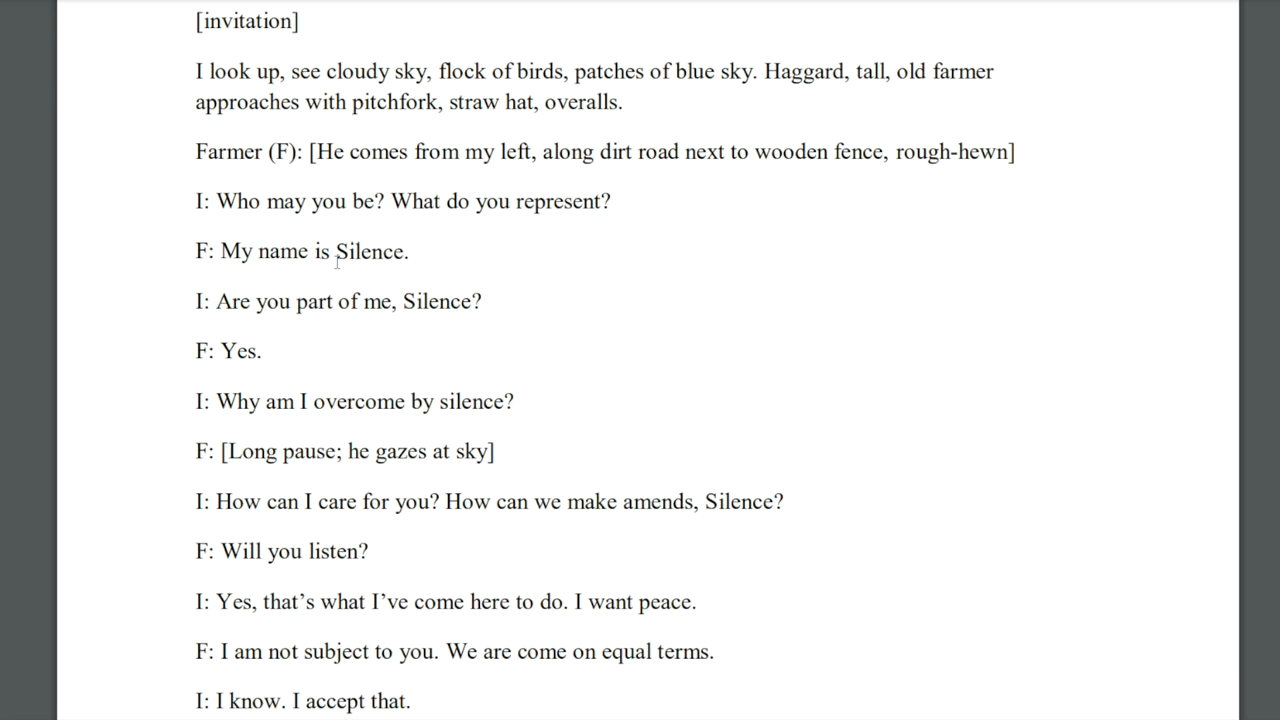 [invitation]
I look up, see cloudy sky, flock of birds, patches of blue sky. Haggard, tall, old farmer
approaches with pitchfork, straw hat, overalls.
Farmer (F): [He comes from my left, along dirt road next to wooden fence, rough-hewn]
I: Who may you be? What do you represent?
F: My name is Silence.
I: Are you part of me, Silence?
F: Yes.
I: Why am I overcome by silence?
F: [Long pause; he gazes at sky]
I: How can I care for you? How can we make amends, Silence?
F: Will you listen?
I: Yes, that’s what I’ve come here to do. I want peace.
F: I am not subject to you. We are come on equal terms.
I: I know. I accept that.